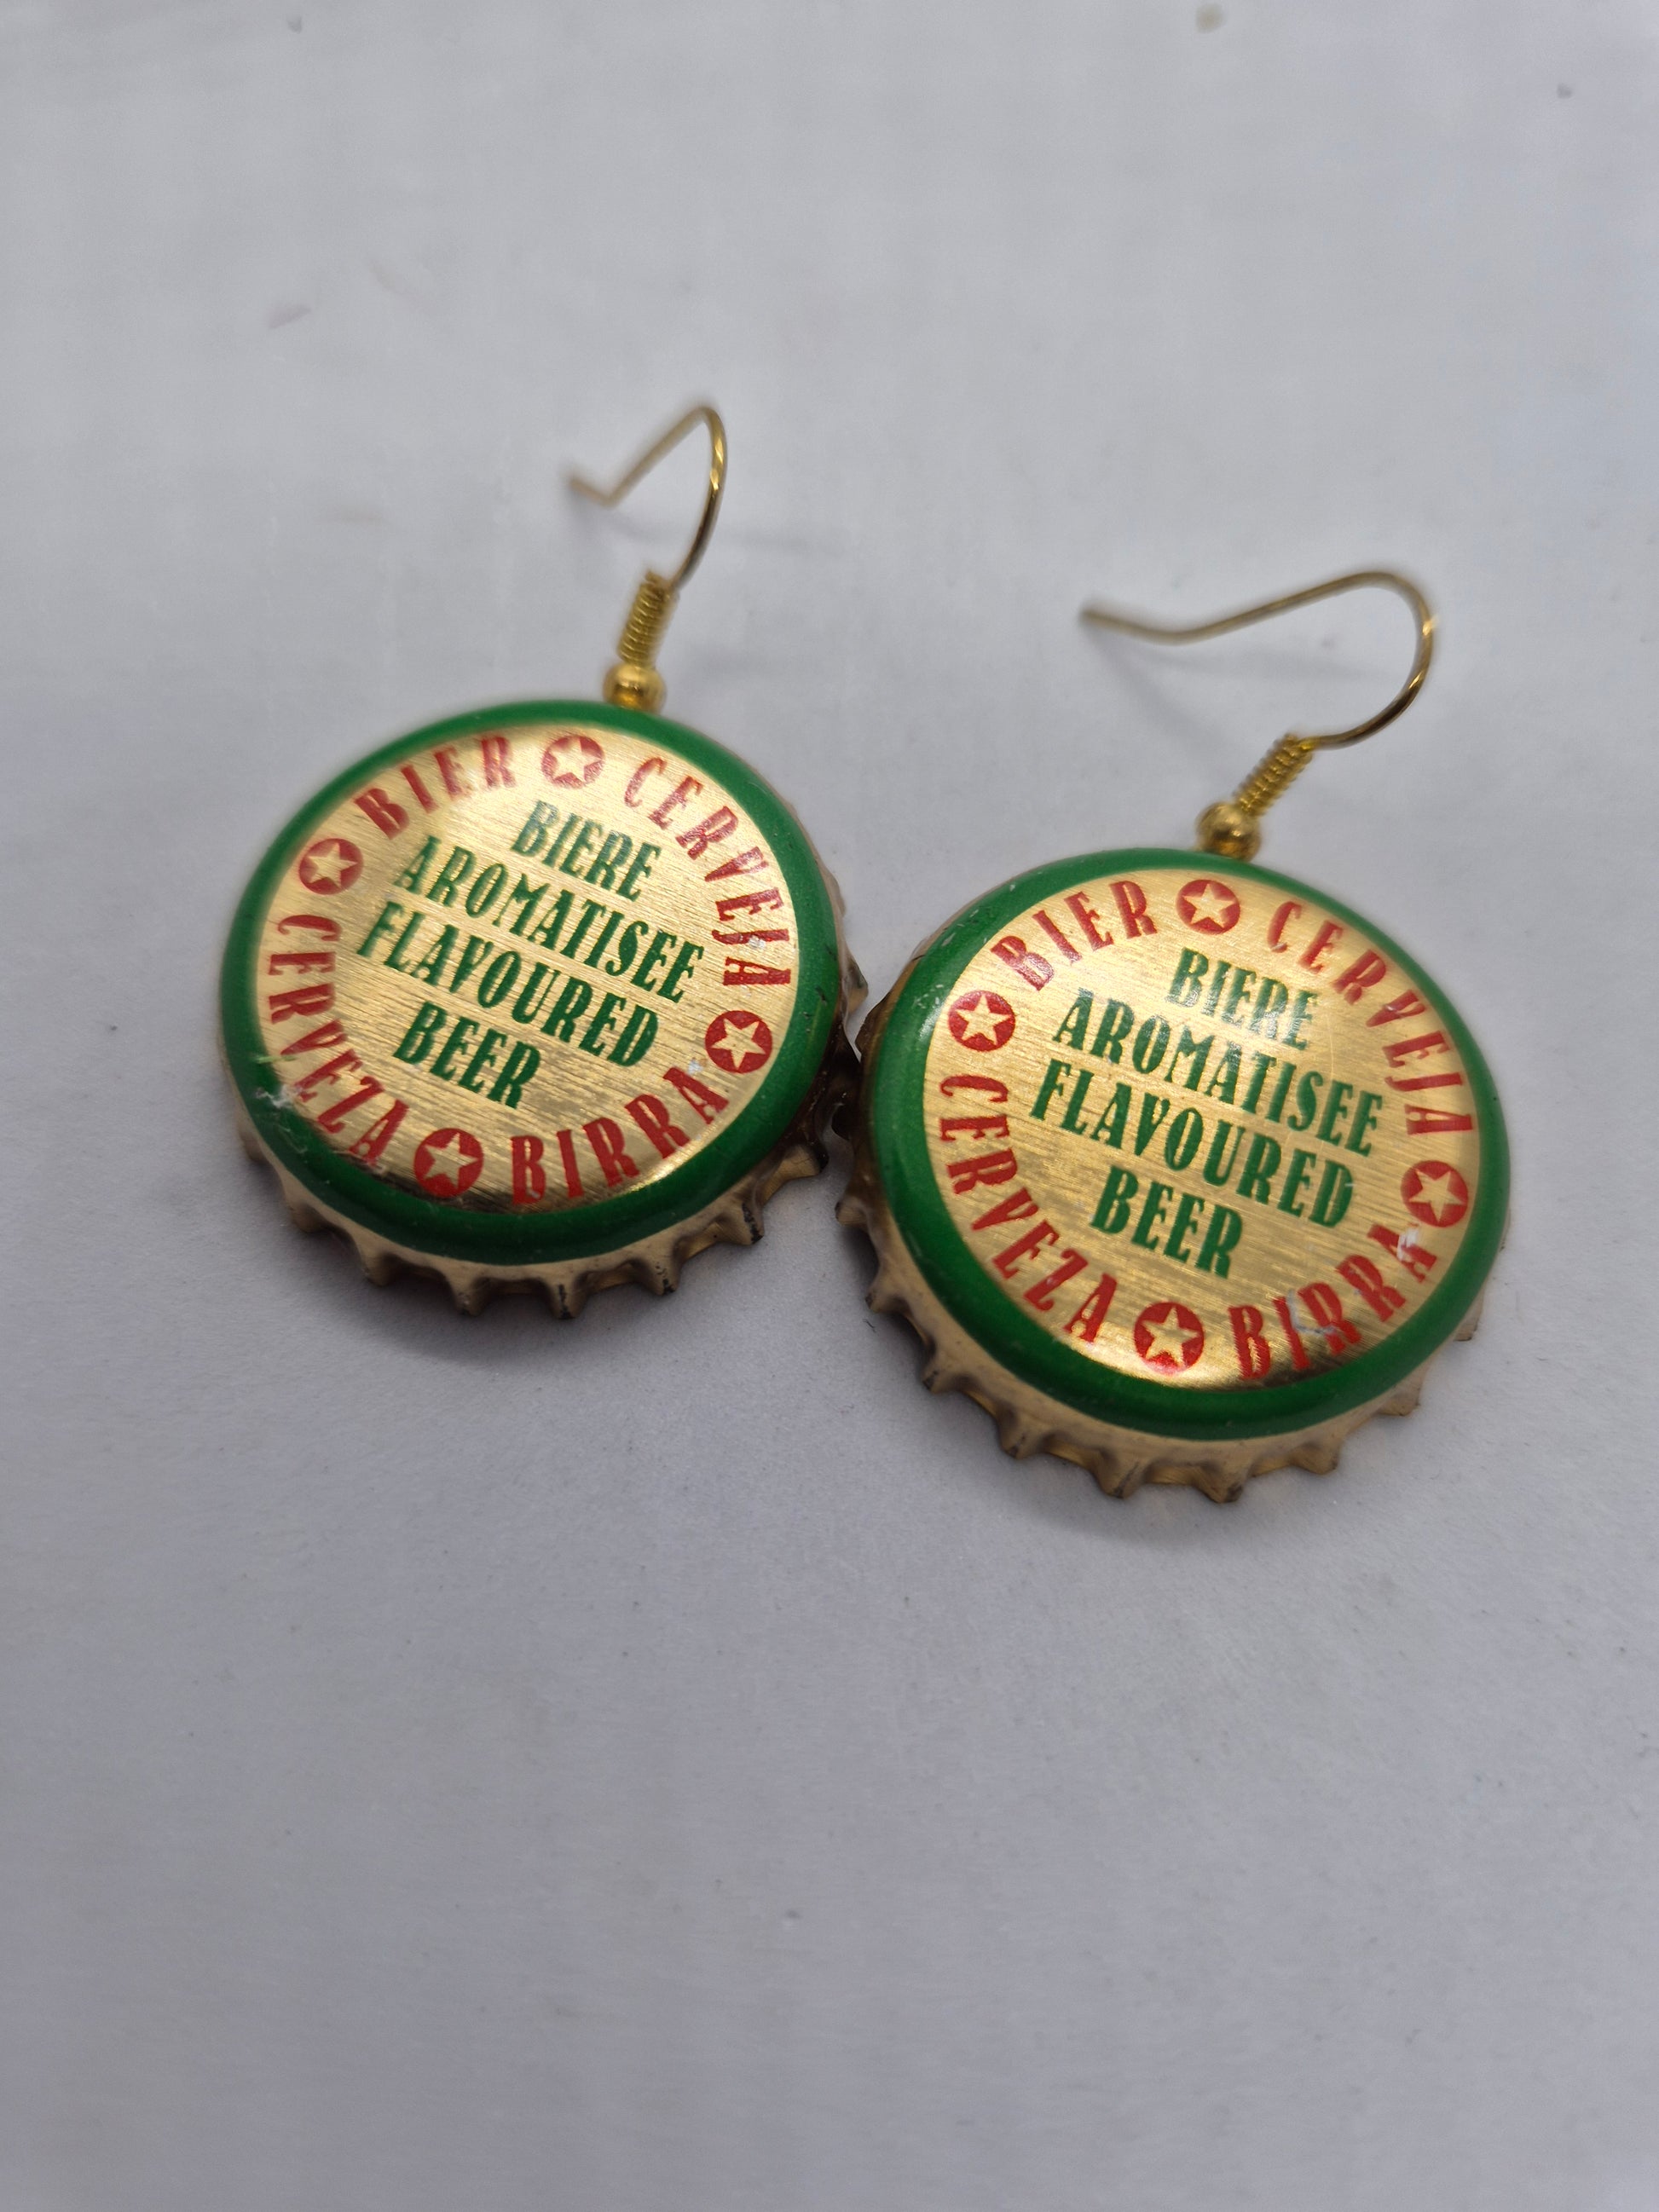 BIER CERVEJA BIRRA CERVEZA
BIERE
AROMATISEE
FLAVOURED
BEER
BIER CERVEJA BIRRA CERVEZA
BIERE
AROMATISEE
FLAVOURED
BEER